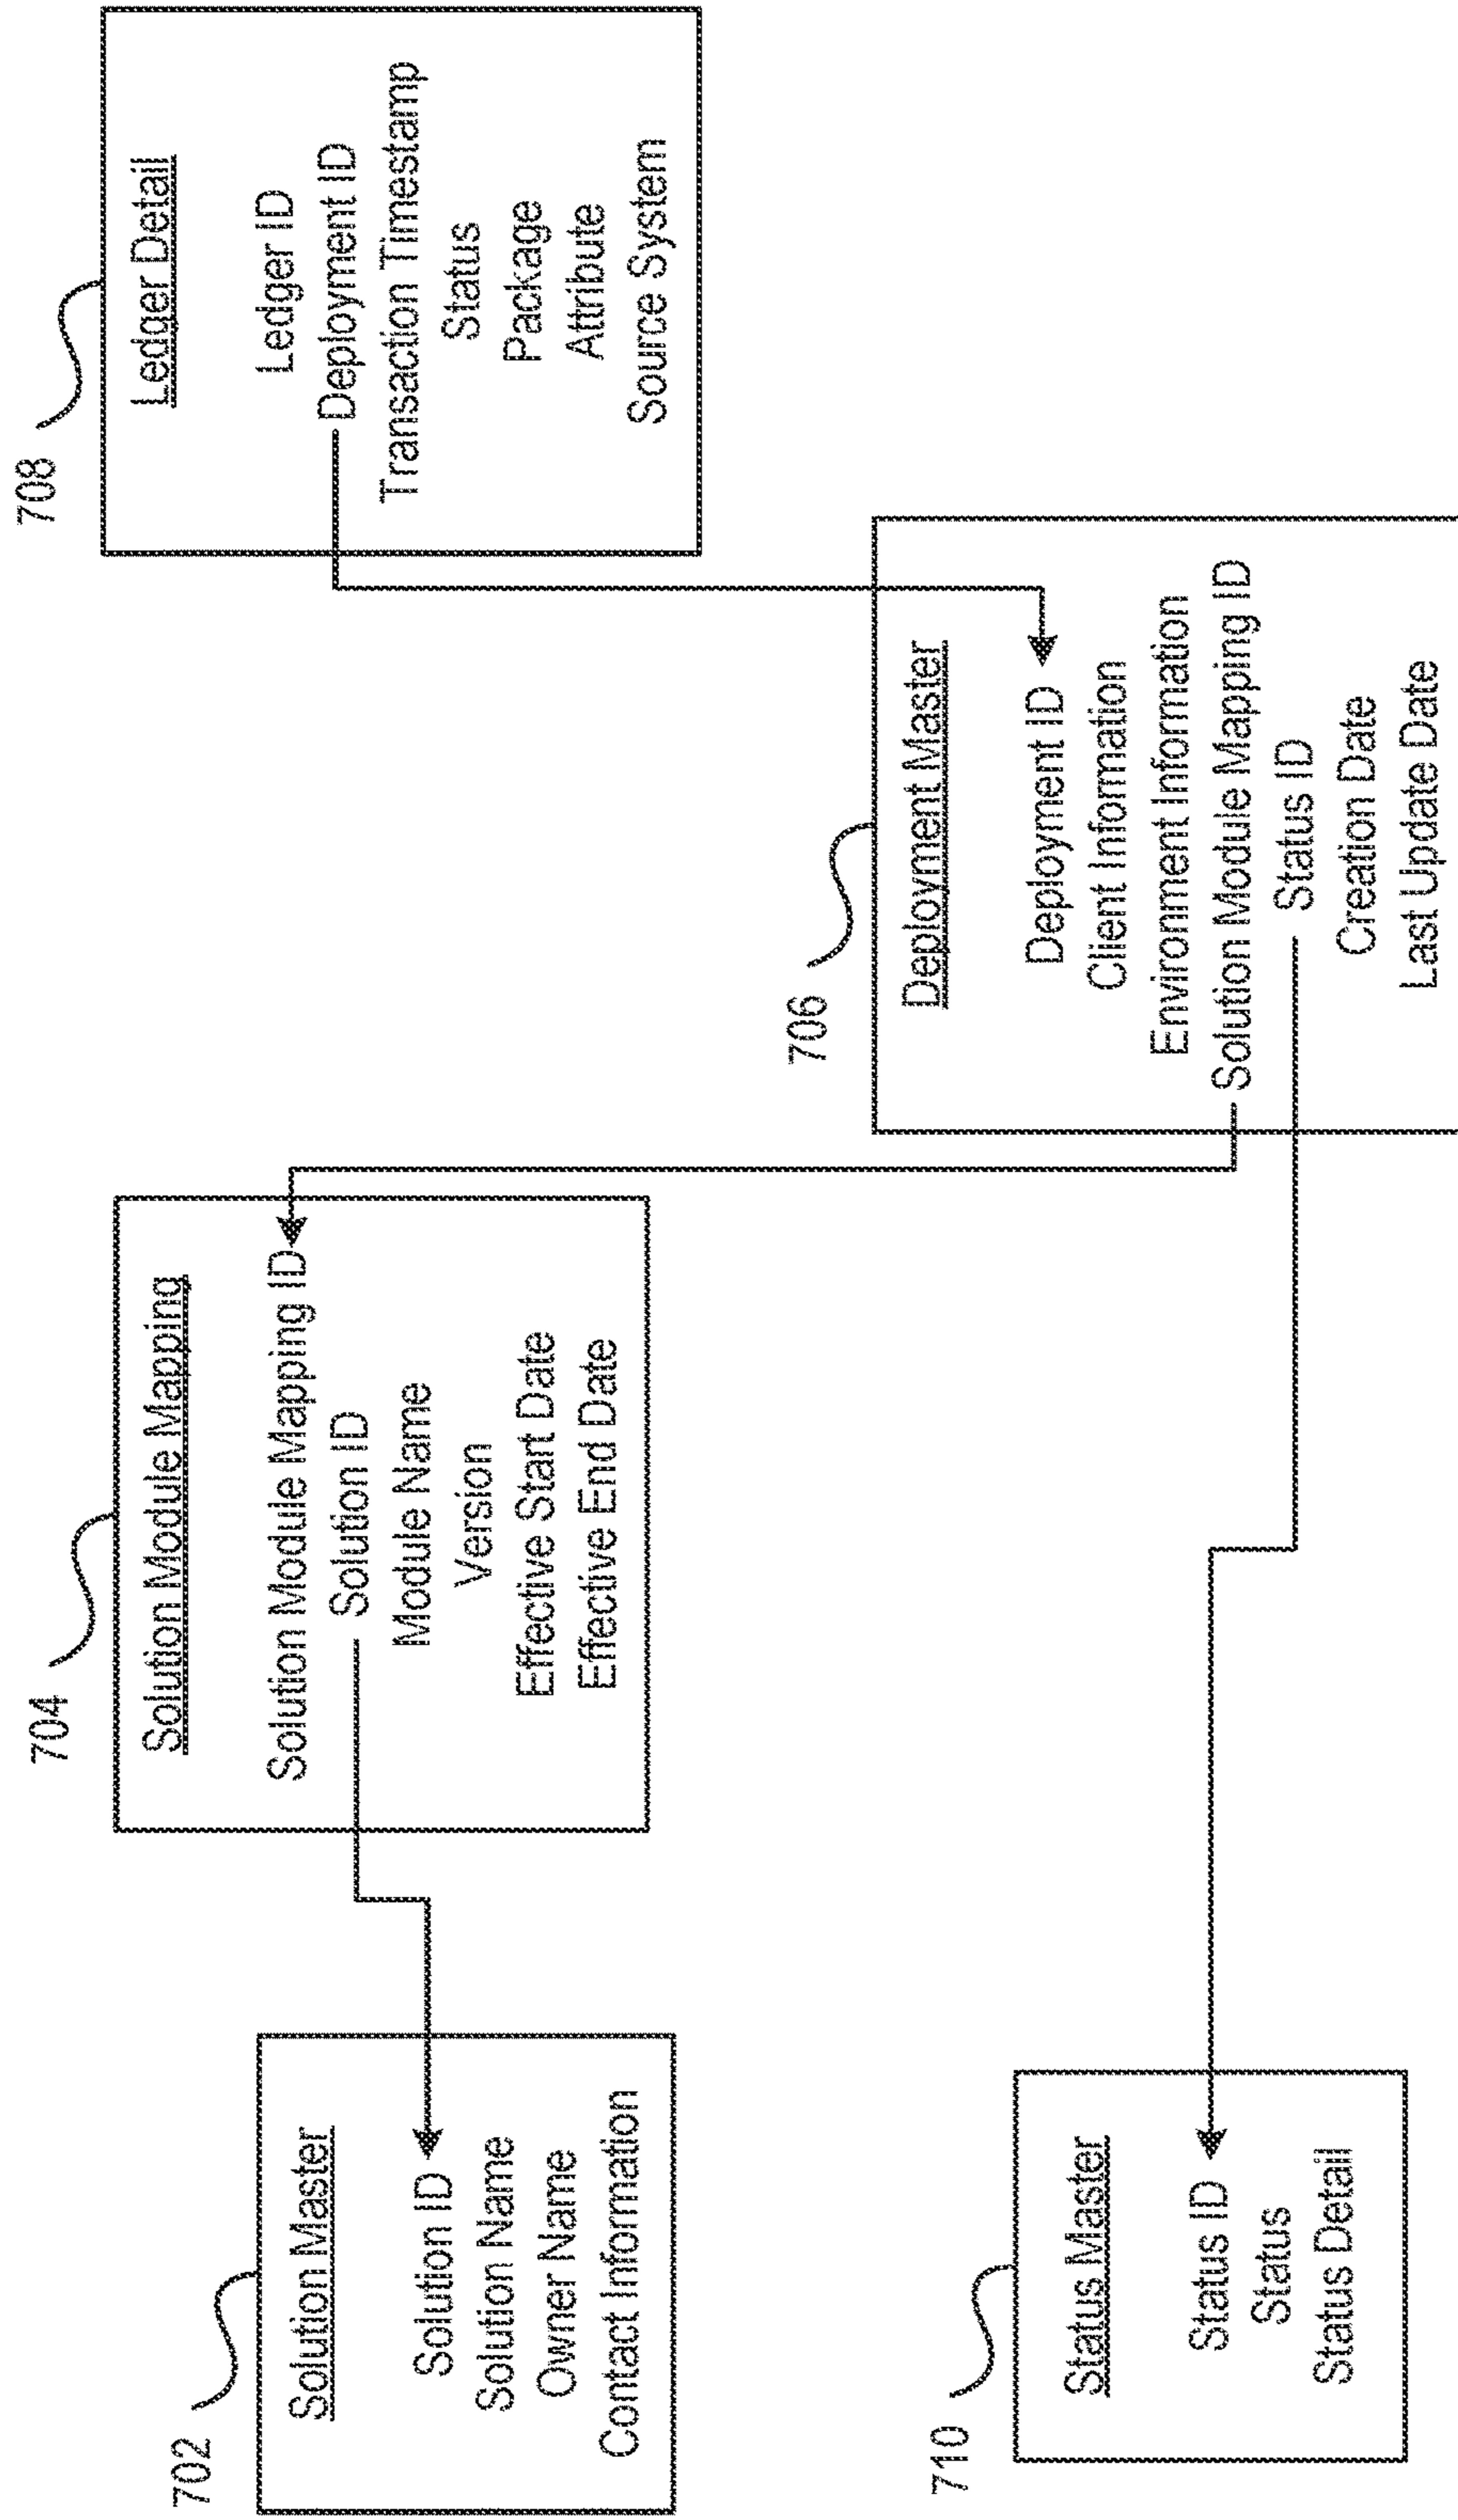 702
Solution Master
Solution ID
Solution Name
Owner Name
Contact Information
704
Solution Module Mapping
Solution Module Mapping ID
Solution ID
Module Name
Version
Effective Start Date
Effective End Date
708
Ledger Detail
Ledger ID
Deployment ID
Transaction Timestamp
Status
Package
Attribute
Source System
710
Status Master
Status ID
Status
Status Detail
706
Deployment Master
Deployment ID
Client Information
Environment Information
Solution Module Mapping ID
Status ID
Creation Date
Last Update Date